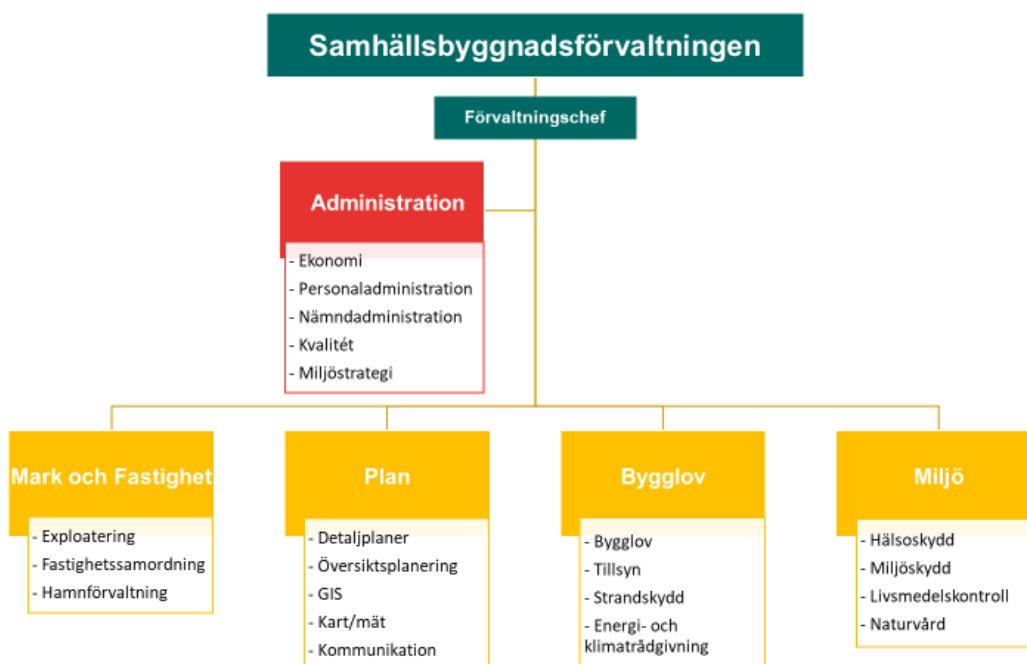 Samhällsbyggnadsförvaltningen
Förvaltningschef
Administration
- Ekonomi
- Personaladministration
- Nämndadministration
- Kvalitét
- Miljöstrategi
Mark och Fastighet
- Exploatering
- Fastighetssamordning
- Hamnförvaltning
Plan
- Detaljplaner
- Översiktsplanering
- GIS
- Kart/mät
- Kommunikation
Bygglov
- Bygglov
- Tillsyn
- Strandskydd
- Energi- och
klimatrådgivning
Miljö
- Hälsoskydd
- Miljöskydd
- Livsmedelskontroll
- Naturvård